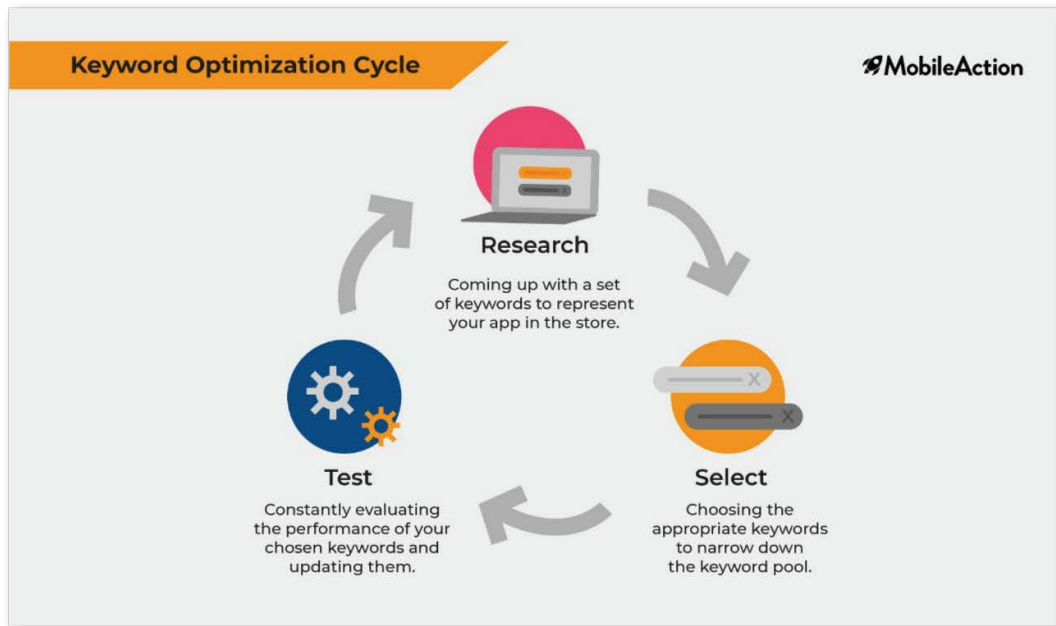 Keyword Optimization Cycle
MobileAction
Research
Coming up with a set
of keywords to represent
your app in the store.
Test
Constantly evaluating
the performance of your
chosen keywords and
updating them.
Select
Choosing the
appropriate keywords
to narrow down
the keyword pool.